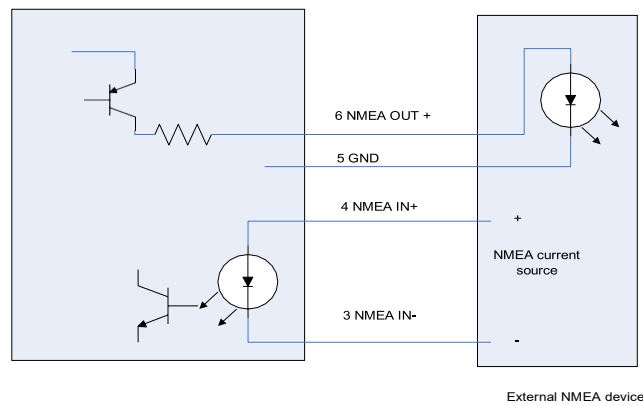 6 NMEA OUT +
5 GND
4 NMEA IN+
+
NMEA current
source
3 NMEA IN-
-
External NMEA device